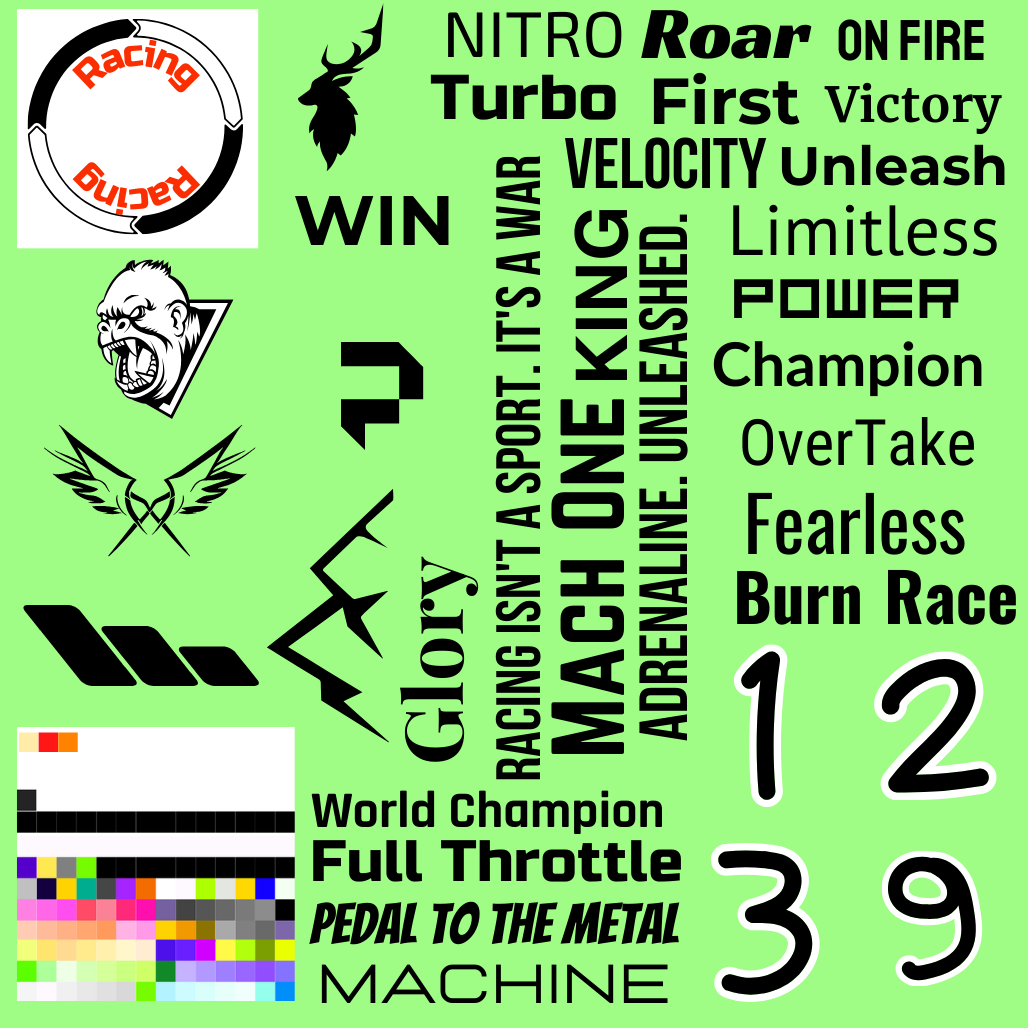 Racing
Racing
NITRO
Roar
ON FIRE
Turbo
First
Victory
VELOCITY
Unleash
WIN
Limitless
POWER
Champion
OverTake
Fearless
Burn Race
RACING ISN'T A SPORT. IT'S A WAR
MACH ONE KING
ADRENALINE. UNLEASHED.
Glory
1
2
3
9
World Champion
Full Throttle
PEDAL TO THE METAL
MACHINE